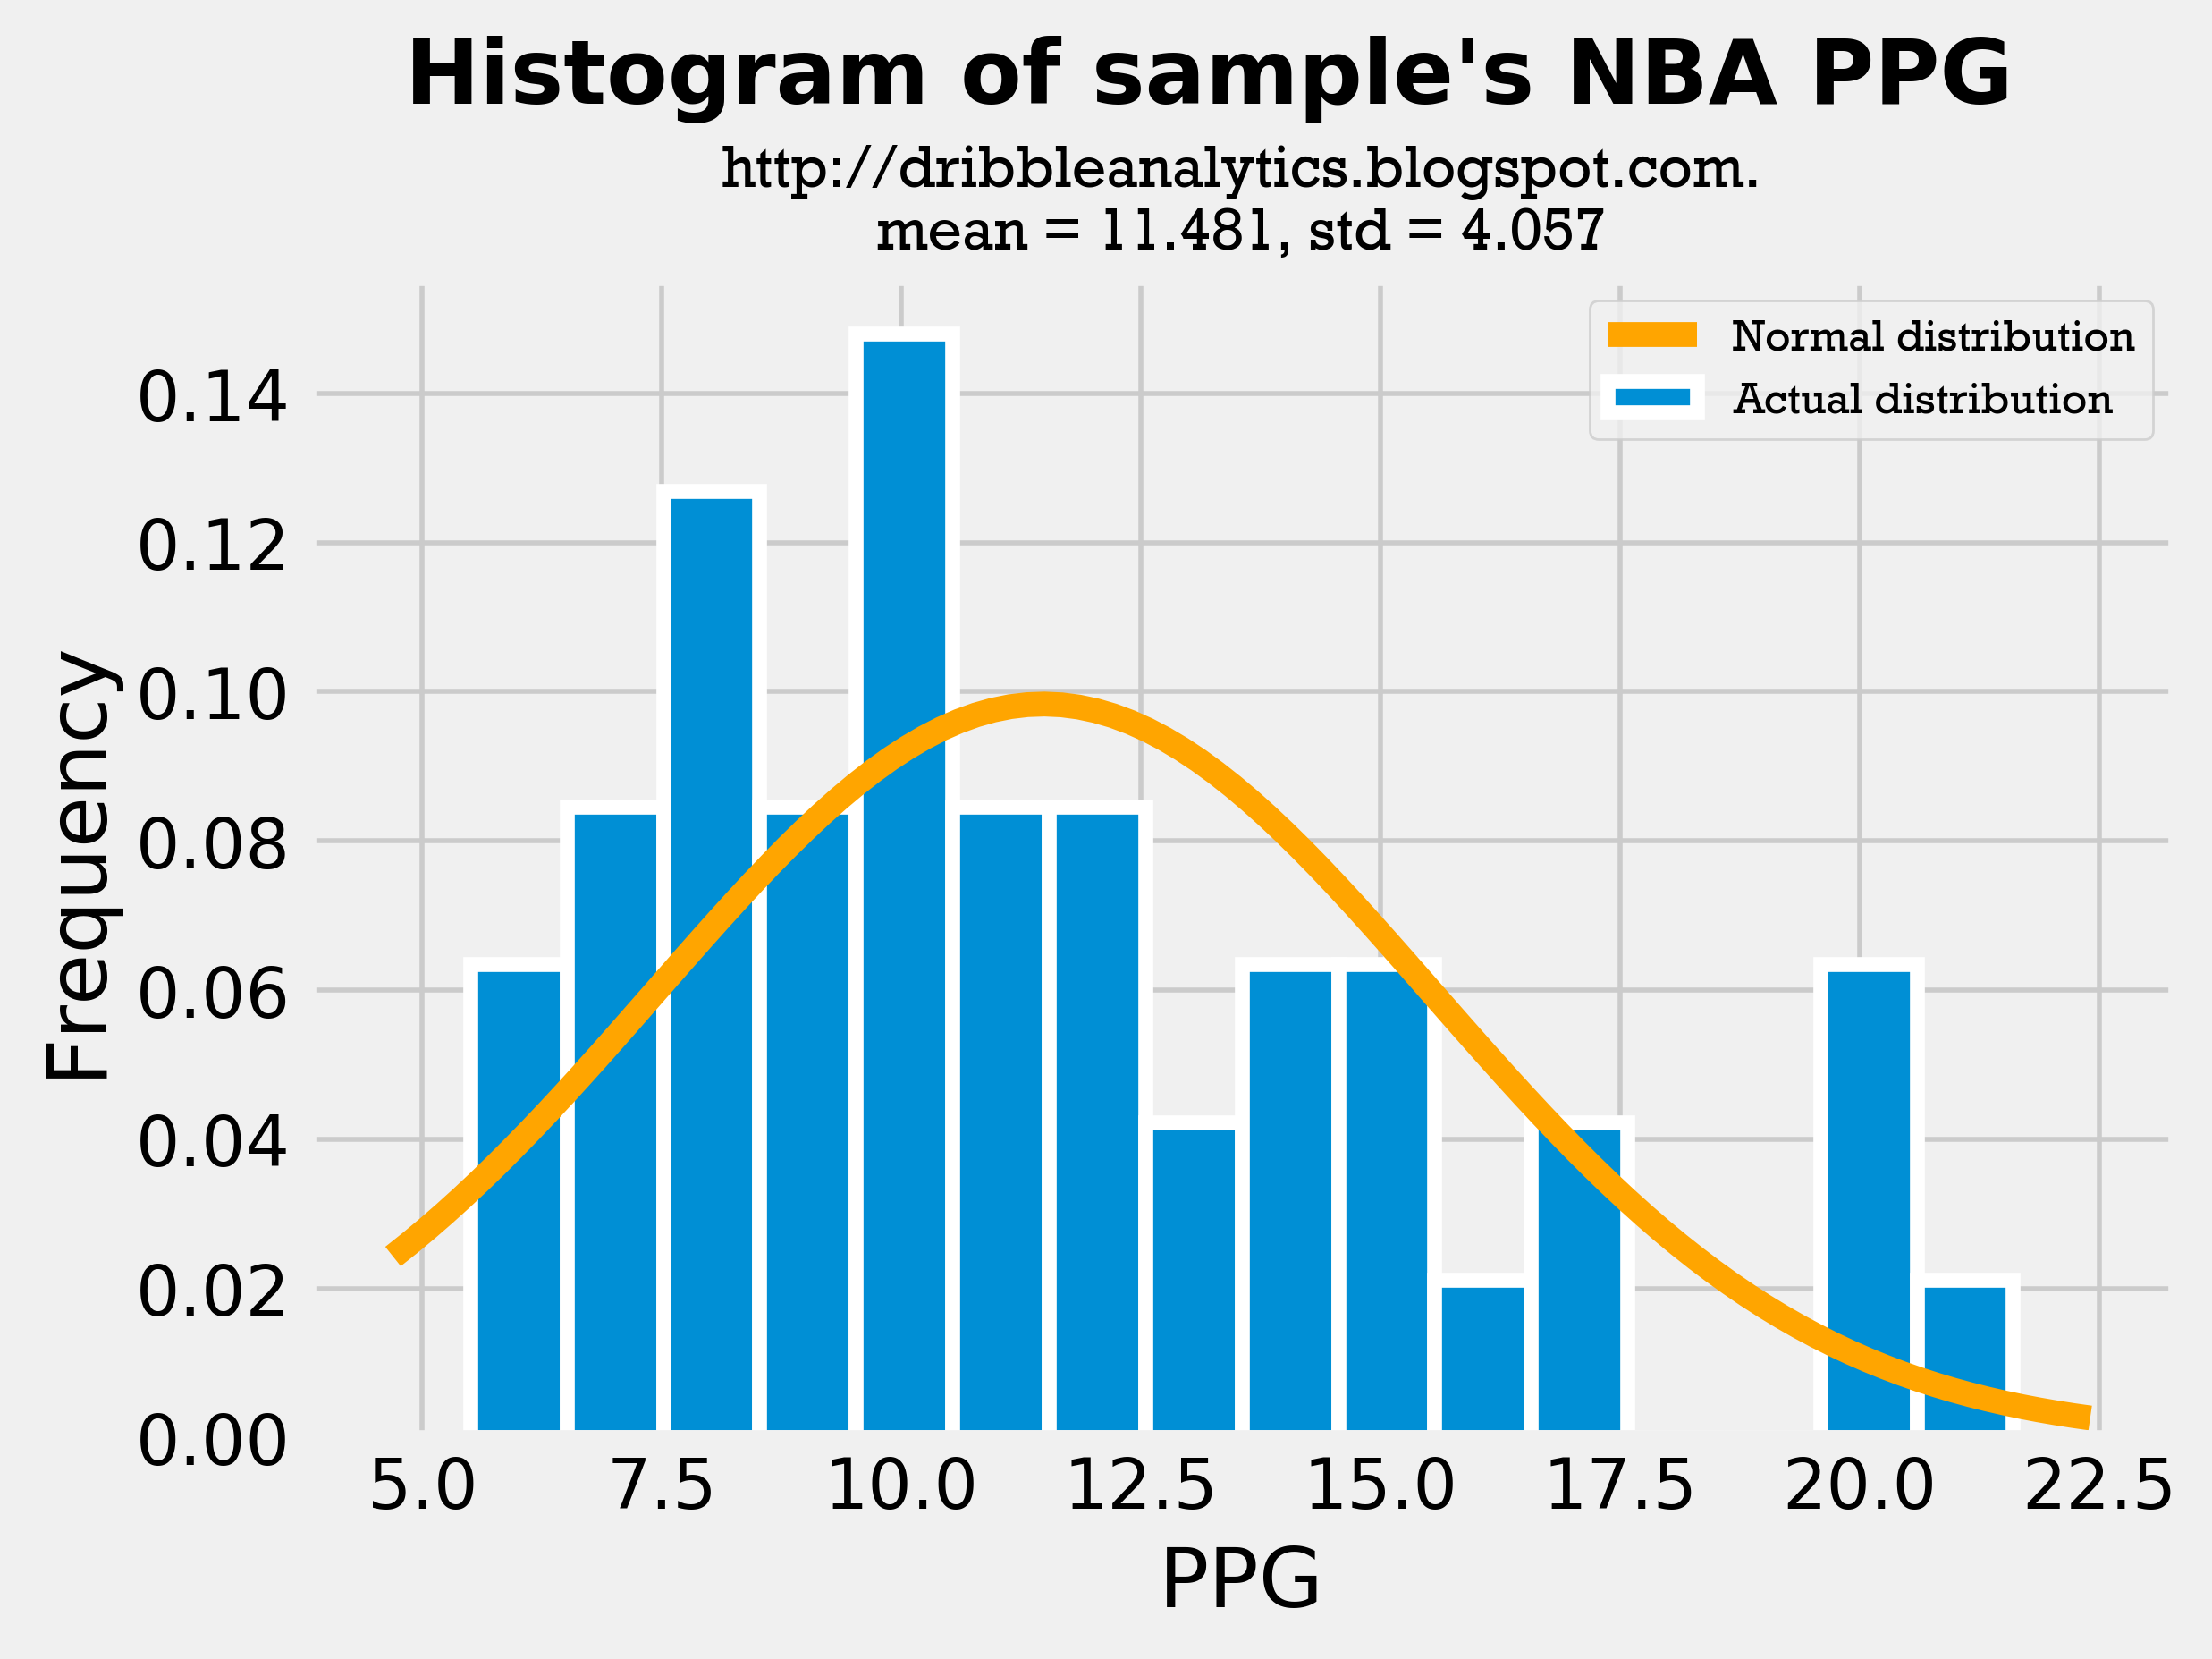 Histogram of sample's NBA PPG
http://dribbleanalytics.blogspot.com.
mean = 11.481, std = 4.057
Normal distribution
Actual distribution
0.14
0.12
0.10
0.08
0.06
0.04
0.02
0.00
Frequency
5.0 7.5 10.0 12.5 15.0 17.5 20.0 22.5
PPG